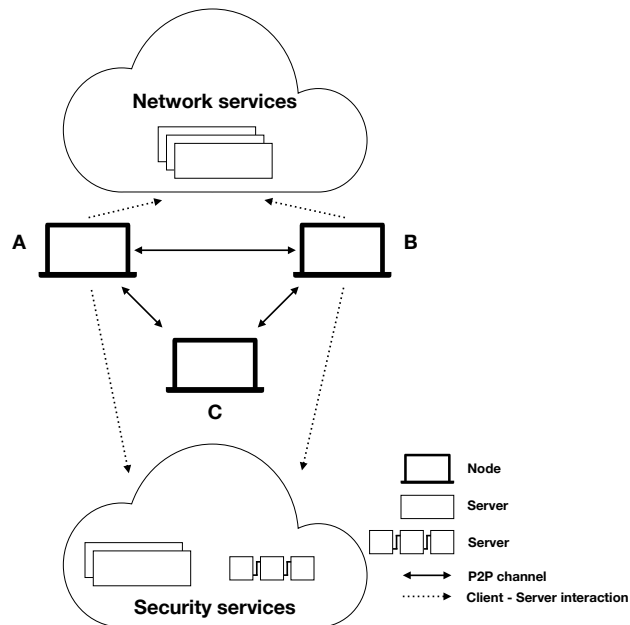 Network services
A
B
C
Node
Server
Server
P2P channel
Client - Server interaction
Security services